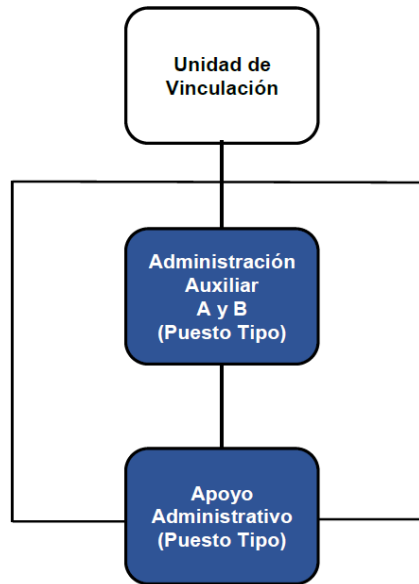 Unidad de
Vinculación
Administración
Auxiliar
A y B
(Puesto Tipo)
Apoyo
Administrativo
(Puesto Tipo)